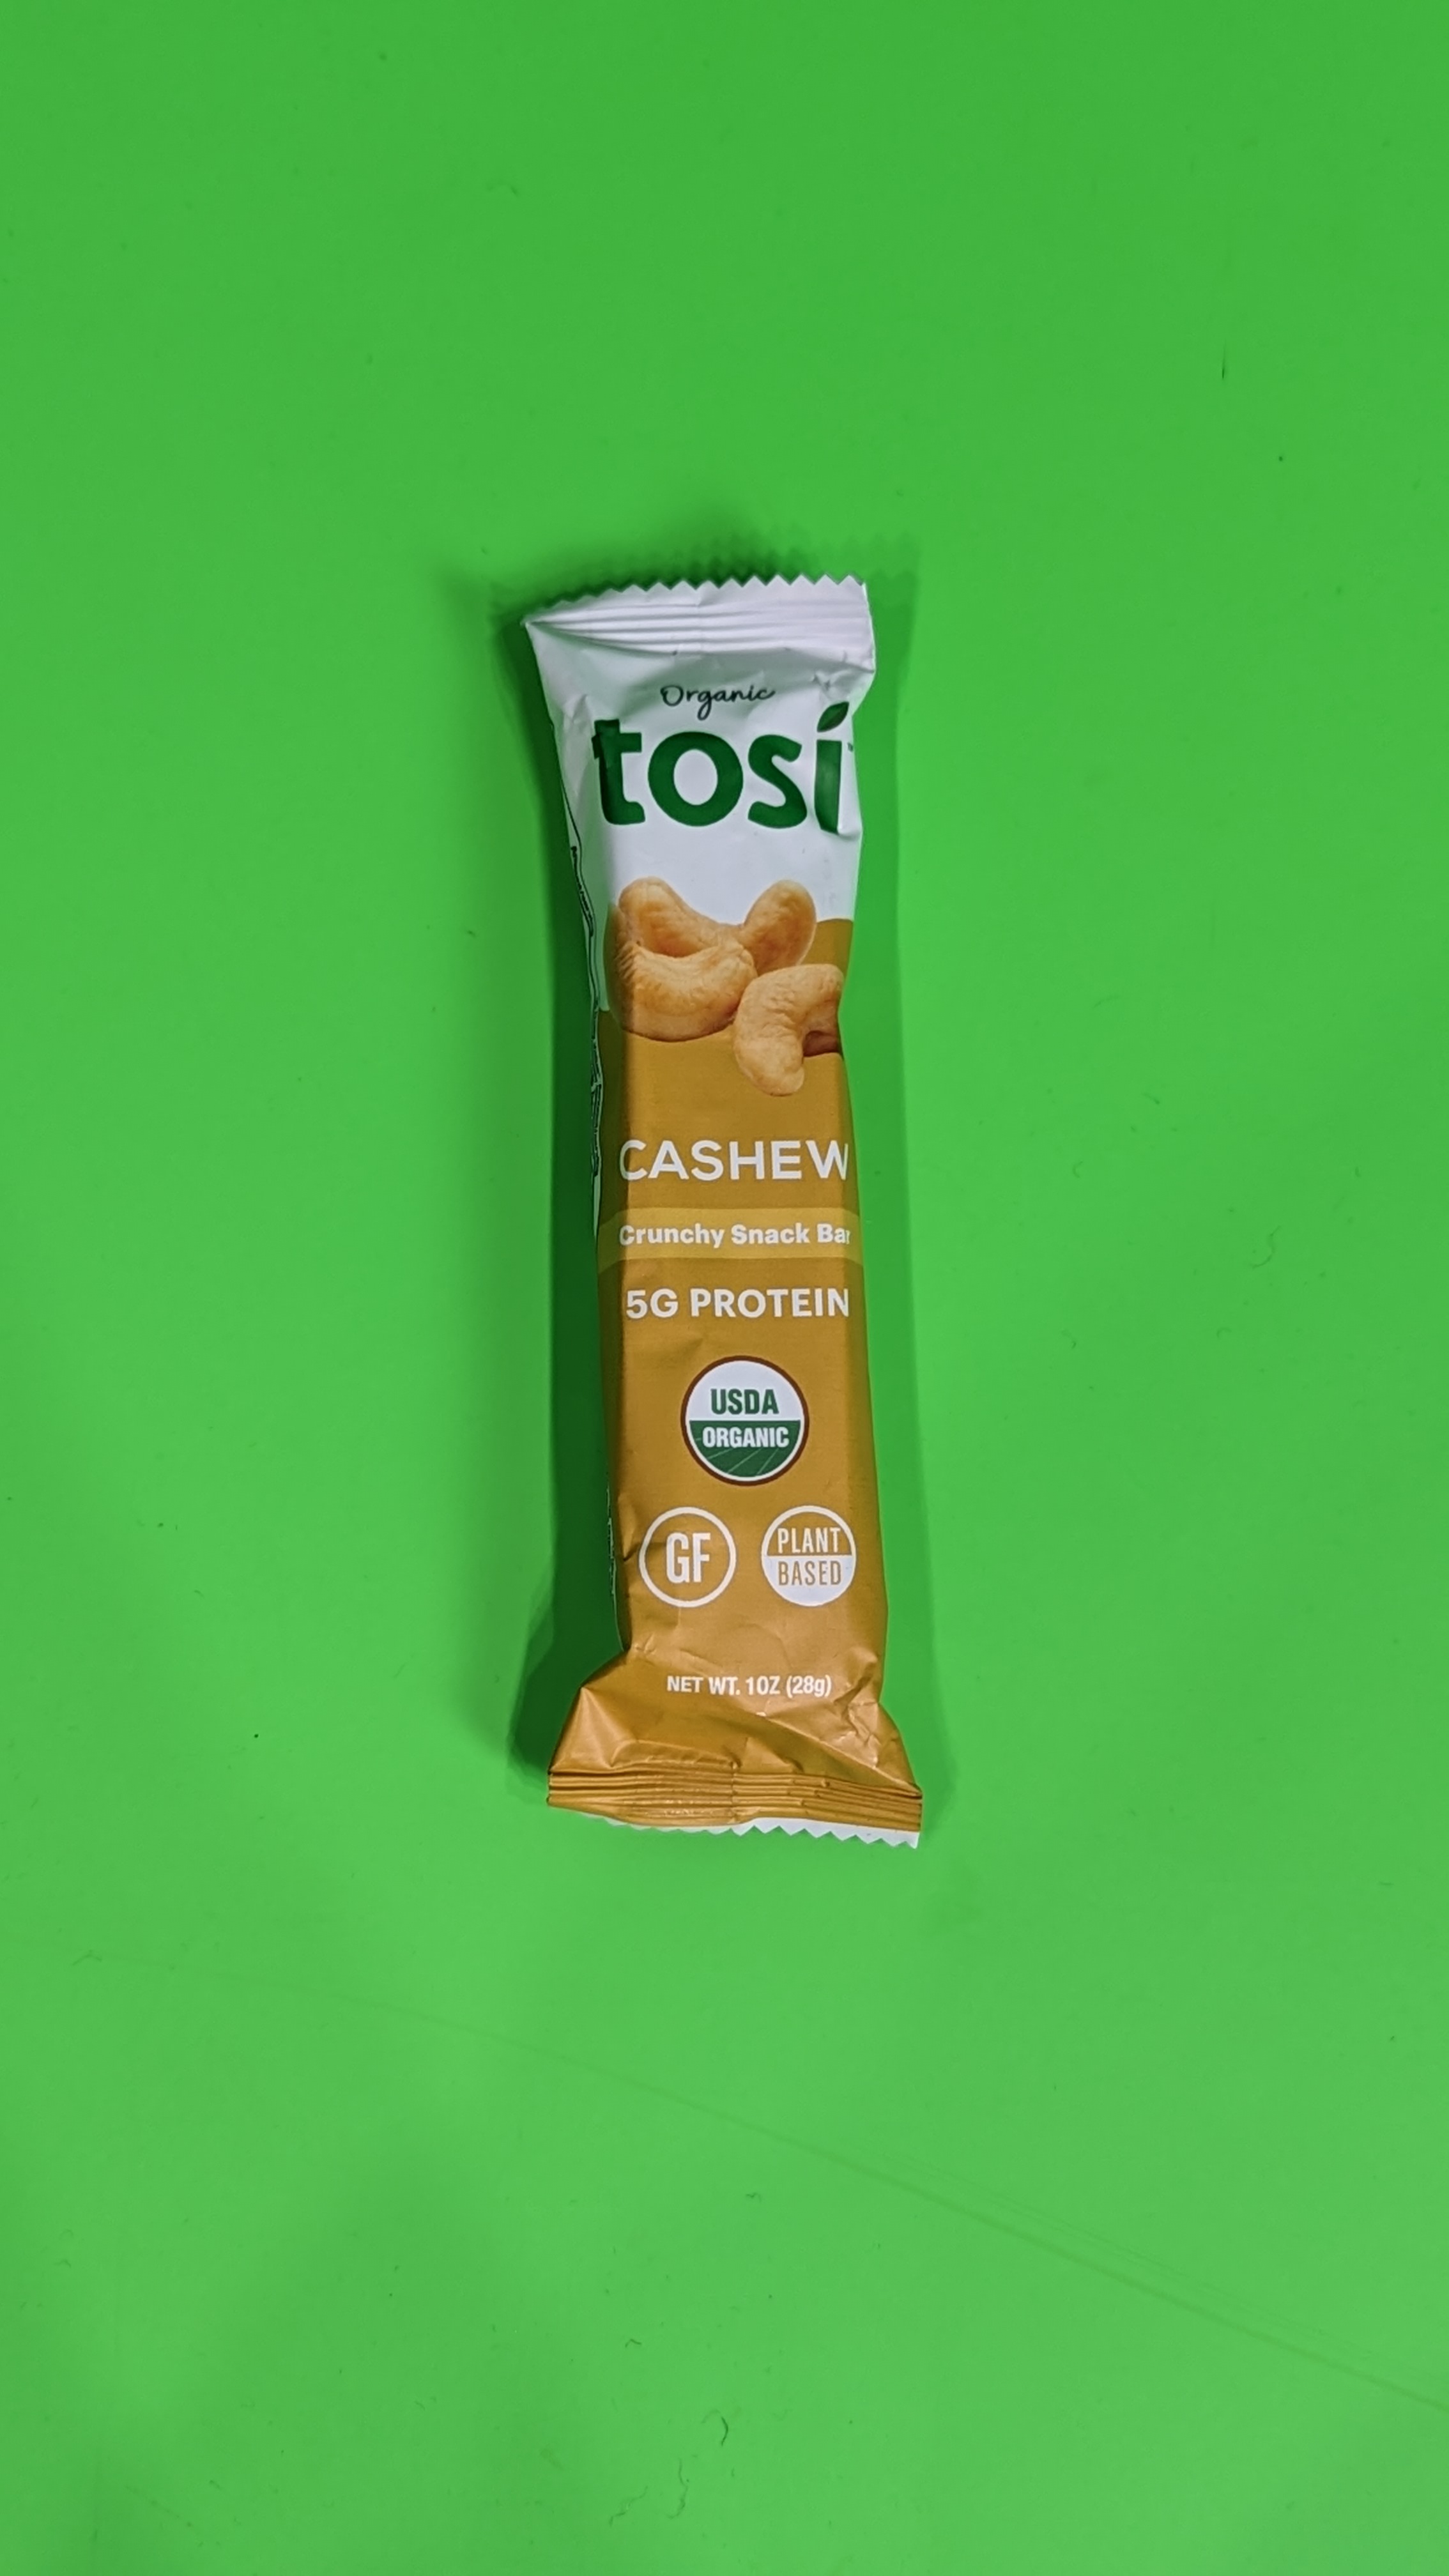 Organic
tosi
CASHEW
Crunchy Snack Bar
5G PROTEIN
USDA
ORGANIC
GF
PLANT
BASED
NET WT. 1OZ (28g)